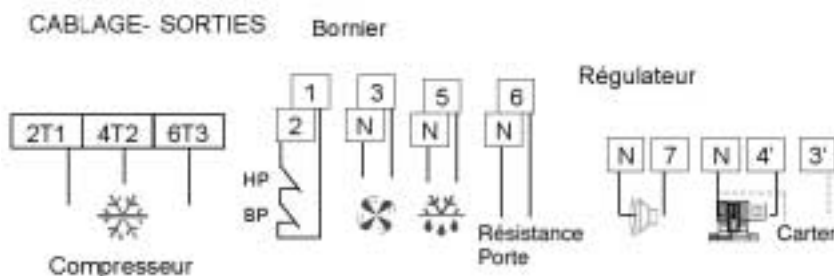 CABLAGE- SORTIES Bornier
Régulateur
1 3 5 6
2 N N N
2T1 4T2 6T3
N 7 N 4' 3'
HP
BP
Résistance
Porte
Carter
Compresseur